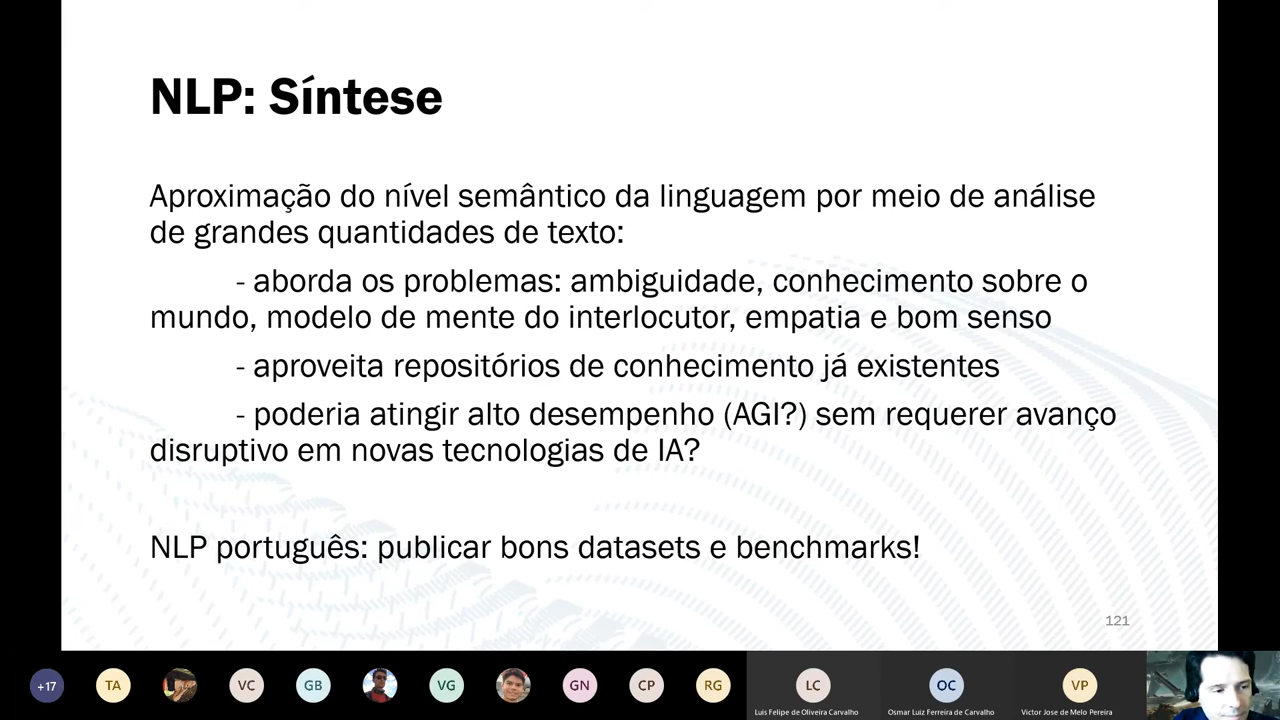 NLP: Síntese
Aproximação do nível semântico da linguagem por meio de análise
de grandes quantidades de texto:
- aborda os problemas: ambiguidade, conhecimento sobre o
mundo, modelo de mente do interlocutor, empatia e bom senso
- aproveita repositórios de conhecimento já existentes
- poderia atingir alto desempenho (AGI?) sem requerer avanço
disruptivo em novas tecnologias de IA?
NLP português: publicar bons datasets e benchmarks!
121
+17
TA
VC
GB
VG
GN
CP
RG
LC
OC
VP
Luis Felipe de Oliveira Carvalho
Osmar Luiz Ferreira de Carvalho
Victor Jose de Melo Pereira